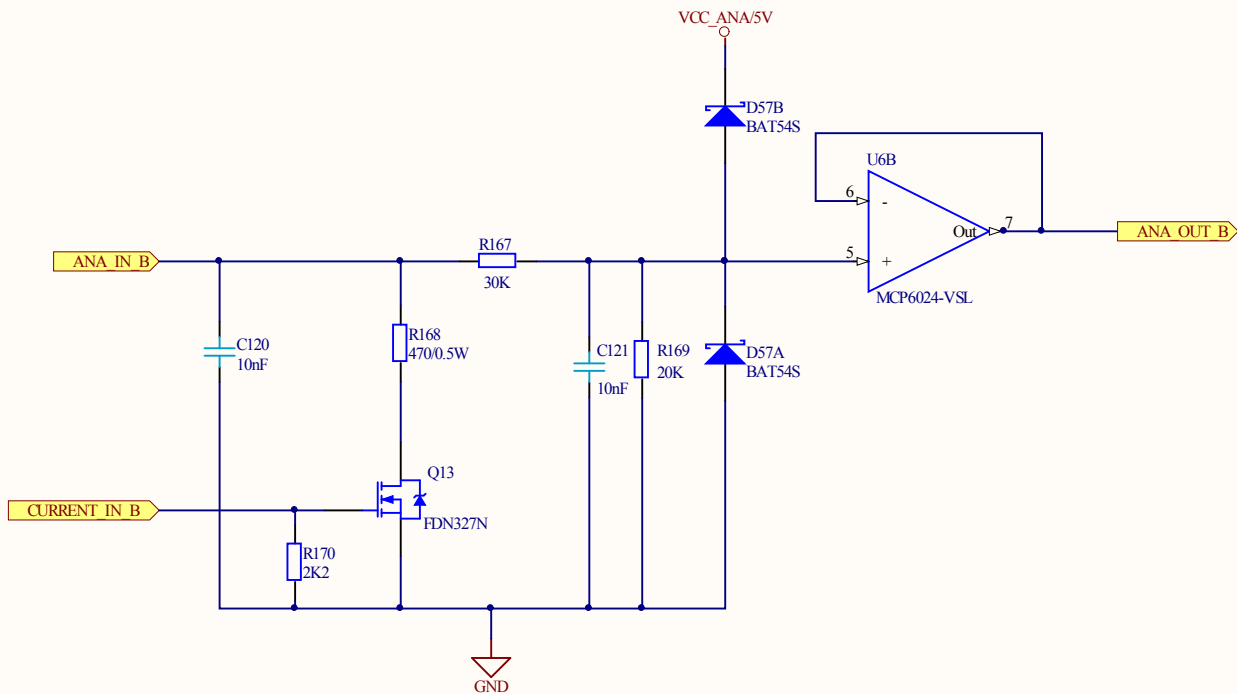 VCC_ANA/5V
D57B
BAT54S
U6B
6
-
7
Out
ANA_OUT_B
5
+
MCP6024-VSL
ANA_IN_B
R167
30K
C120
10nF
R168
470/0.5W
C121
10nF
R169
20K
D57A
BAT54S
Q13
FDN327N
CURRENT_IN_B
R170
2K2
GND